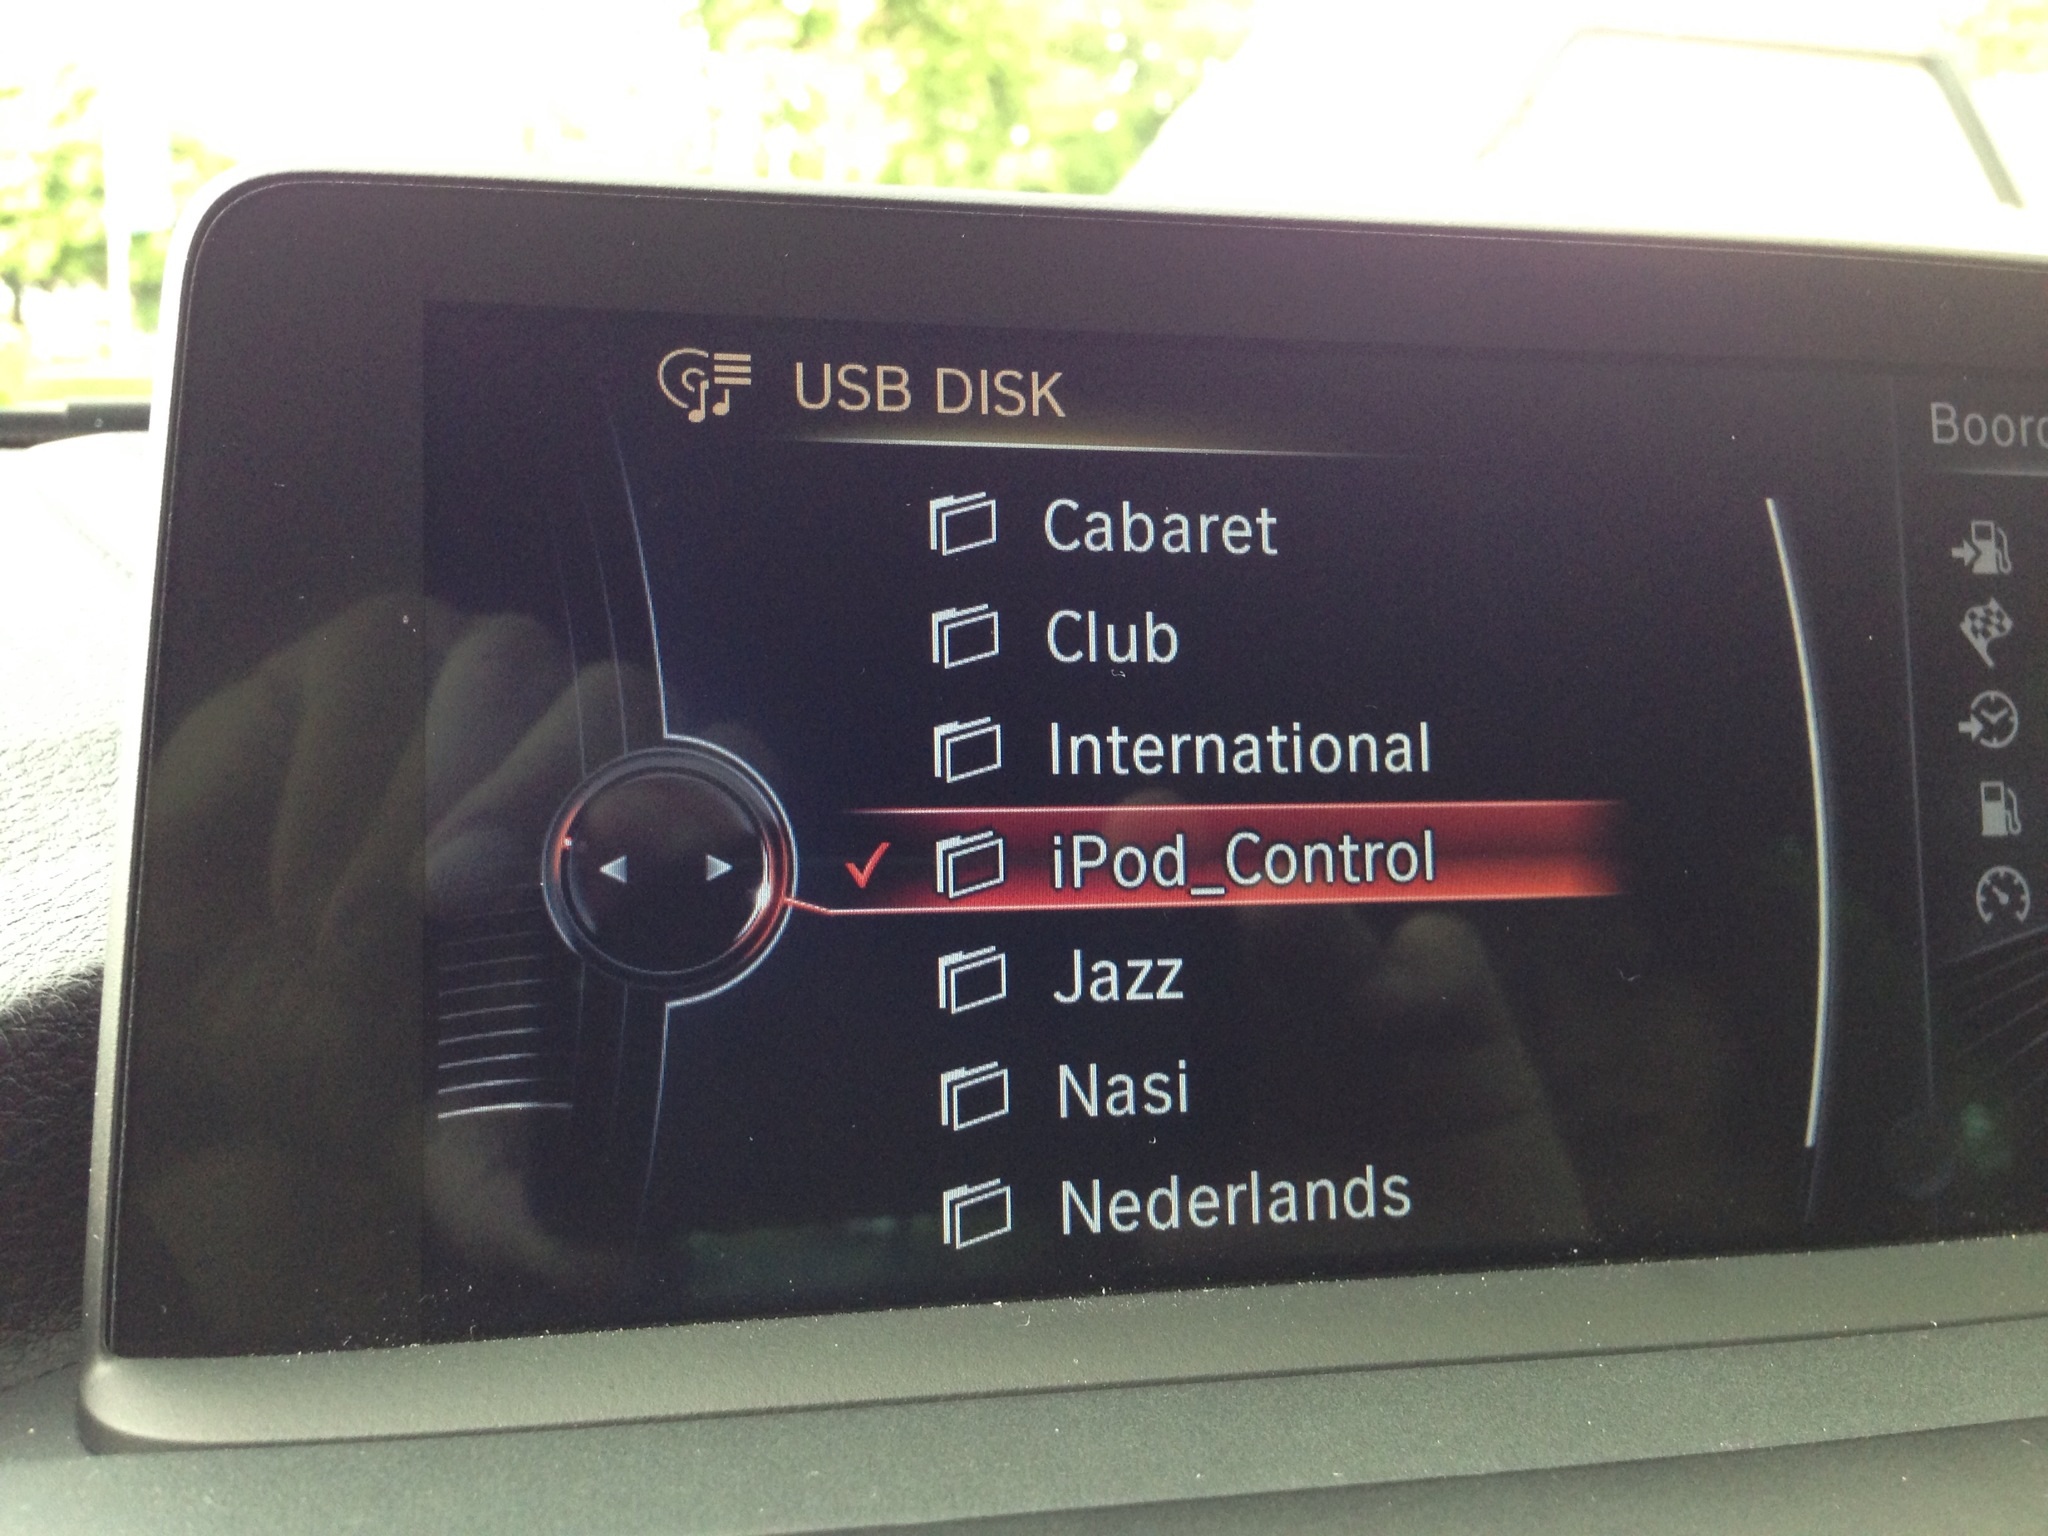 USB DISK
Cabaret
Club
International
iPod_Control
Jazz
Nasi
Nederlands